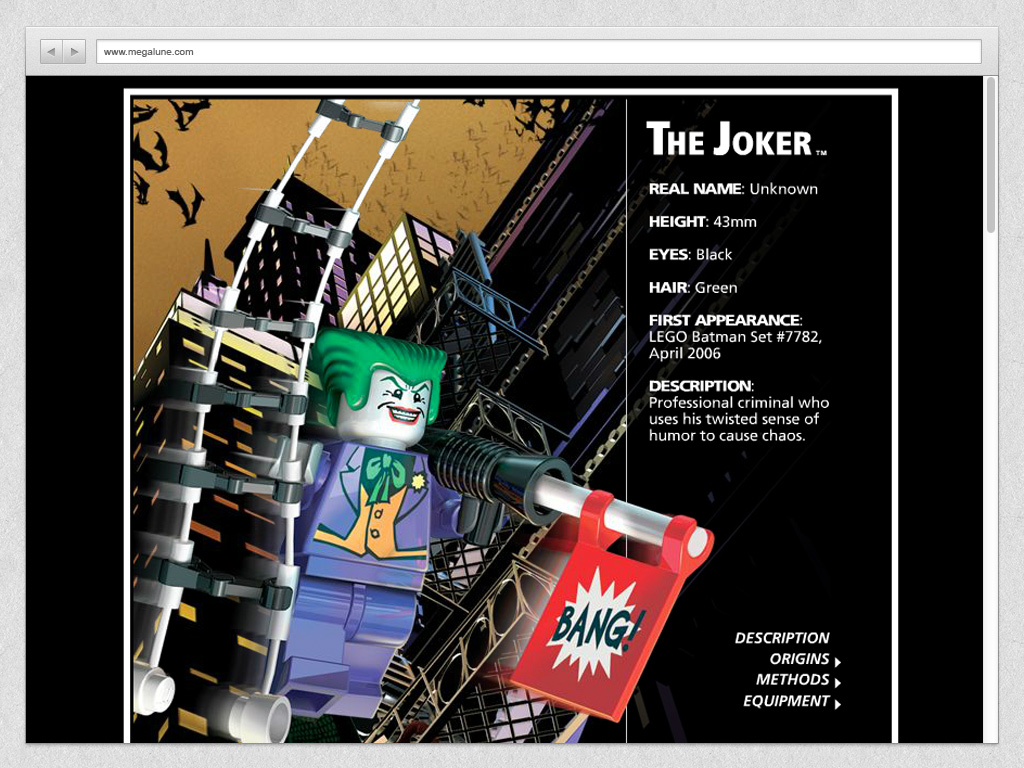 www.megalune.com
THE JOKER™
REAL NAME: Unknown
HEIGHT: 43mm
EYES: Black
HAIR: Green
FIRST APPEARANCE:
LEGO Batman Set #7782,
April 2006
DESCRIPTION:
Professional criminal who
uses his twisted sense of
humor to cause chaos.
BANG!
DESCRIPTION
ORIGINS
METHODS
EQUIPMENT